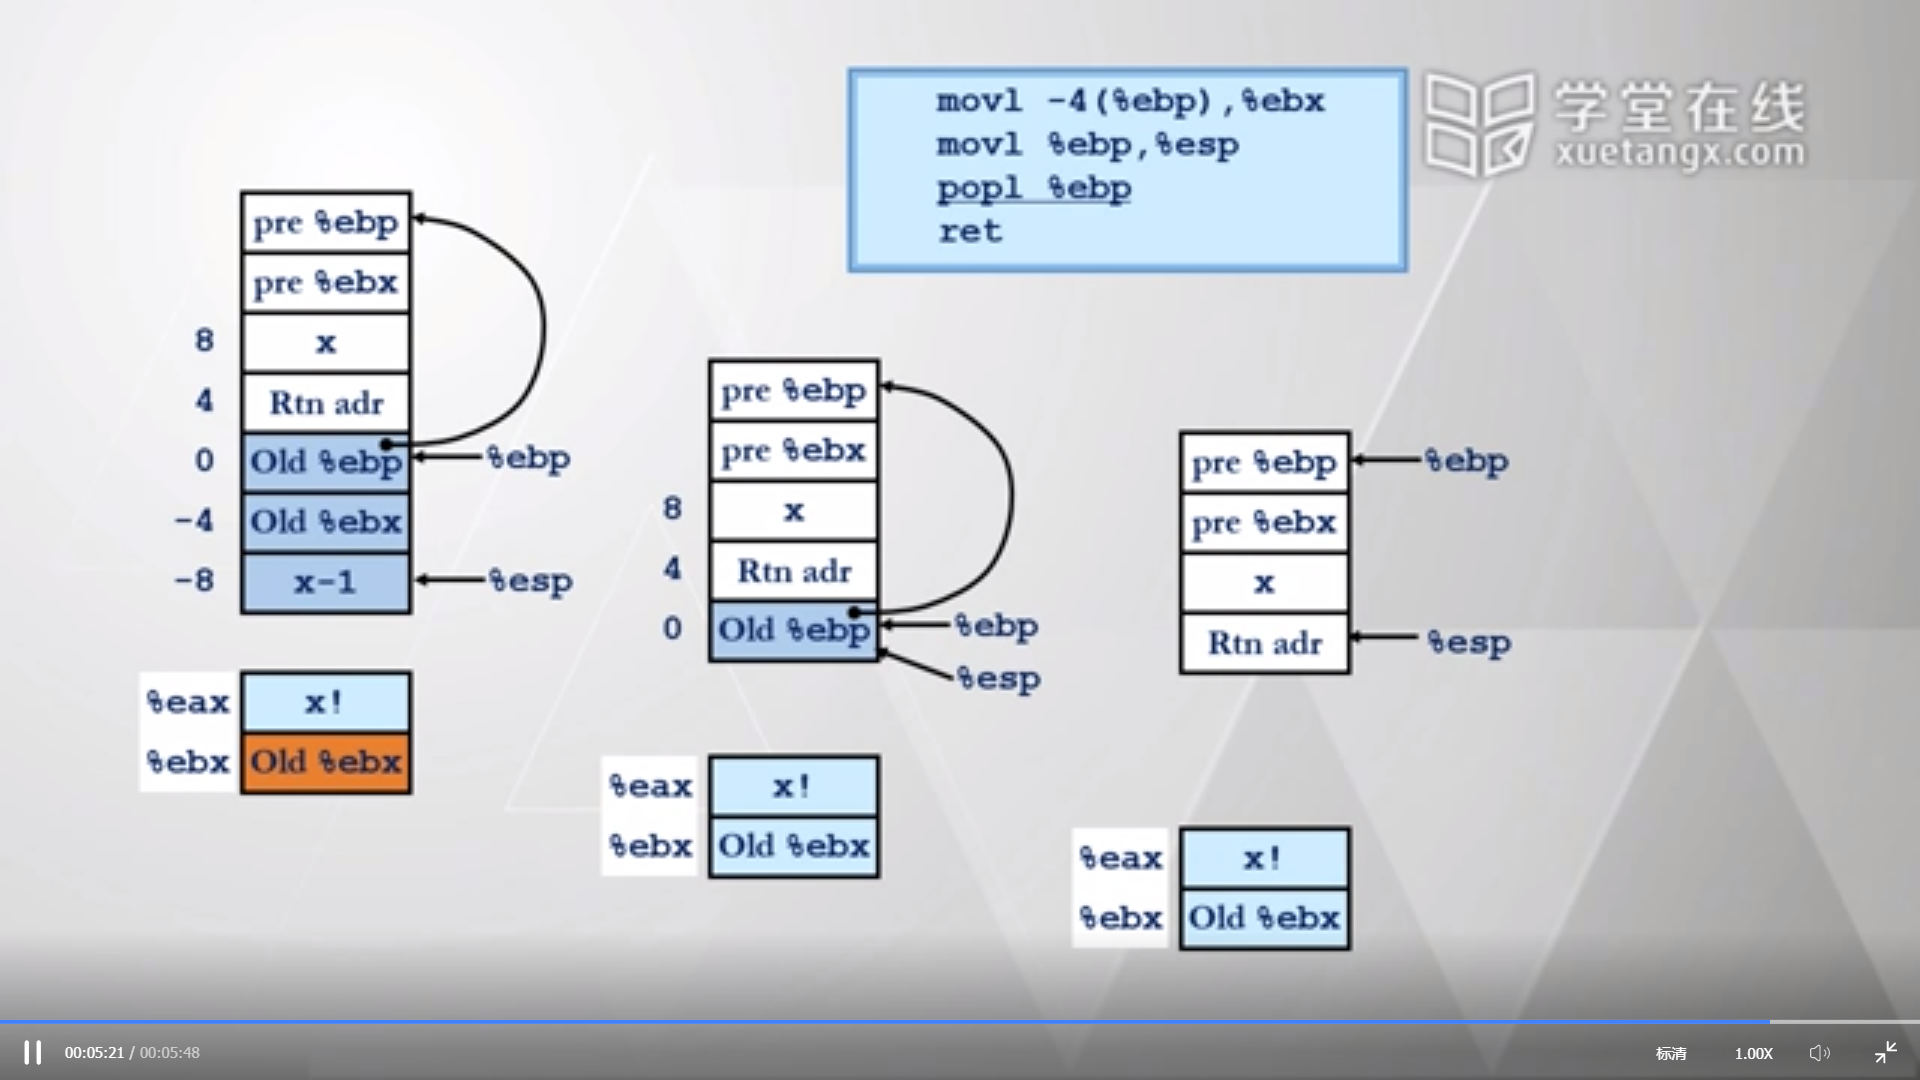 movl -4(%ebp),%ebx
movl %ebp,%esp
popl %ebp
ret
学堂在线
xuetangx.com
pre %ebp
pre %ebx
8 x
4 Rtn adr
0 Old %ebp %ebp
-4 Old %ebx
-8 x-1 %esp
%eax x!
%ebx Old %ebx
pre %ebp
pre %ebx
8 x
4 Rtn adr
0 Old %ebp %ebp
%esp
%eax x!
%ebx Old %ebx
pre %ebp %ebp
pre %ebx
x
Rtn adr %esp
%eax x!
%ebx Old %ebx
00:05:21 / 00:05:48 标清 1.00X